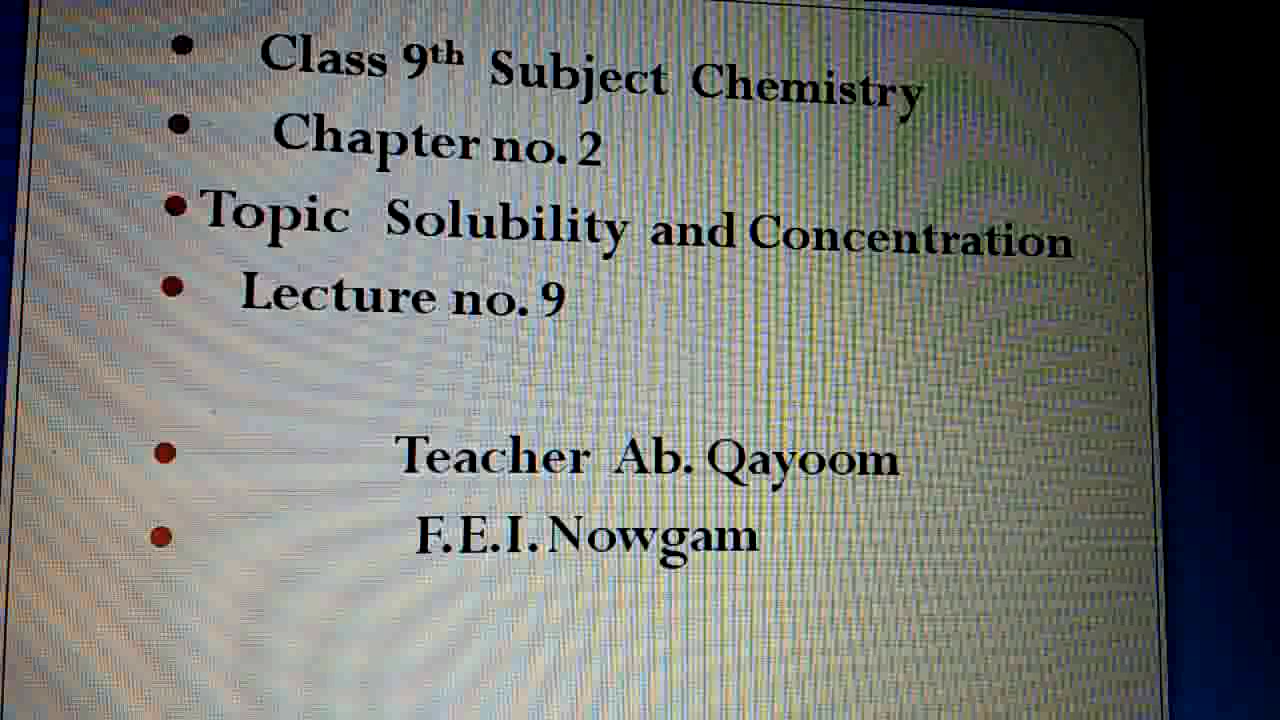 Class 9th Subject Chemistry
Chapter no. 2
Topic Solubility and Concentration
Lecture no. 9
Teacher Ab. Qayoom
F.E.I. Nowgam